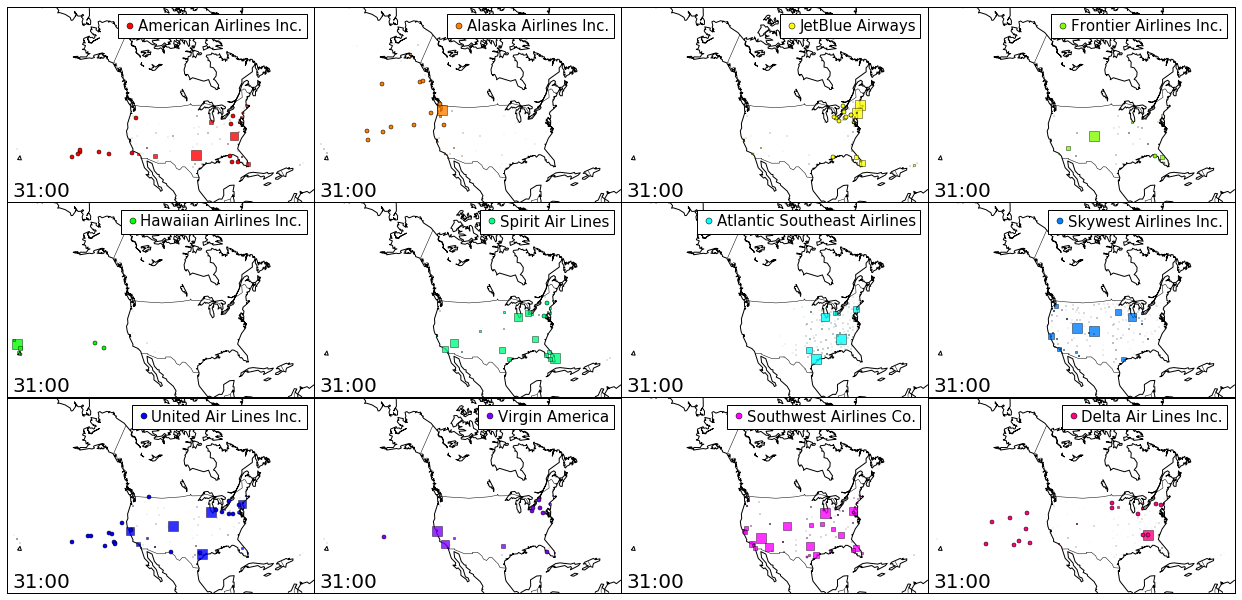 American Airlines Inc.
31:00
Alaska Airlines Inc.
31:00
JetBlue Airways
31:00
Frontier Airlines Inc.
31:00
Hawaiian Airlines Inc.
31:00
Spirit Air Lines
31:00
Atlantic Southeast Airlines
31:00
Skywest Airlines Inc.
31:00
United Air Lines Inc.
31:00
Virgin America
31:00
Southwest Airlines Co.
31:00
Delta Air Lines Inc.
31:00